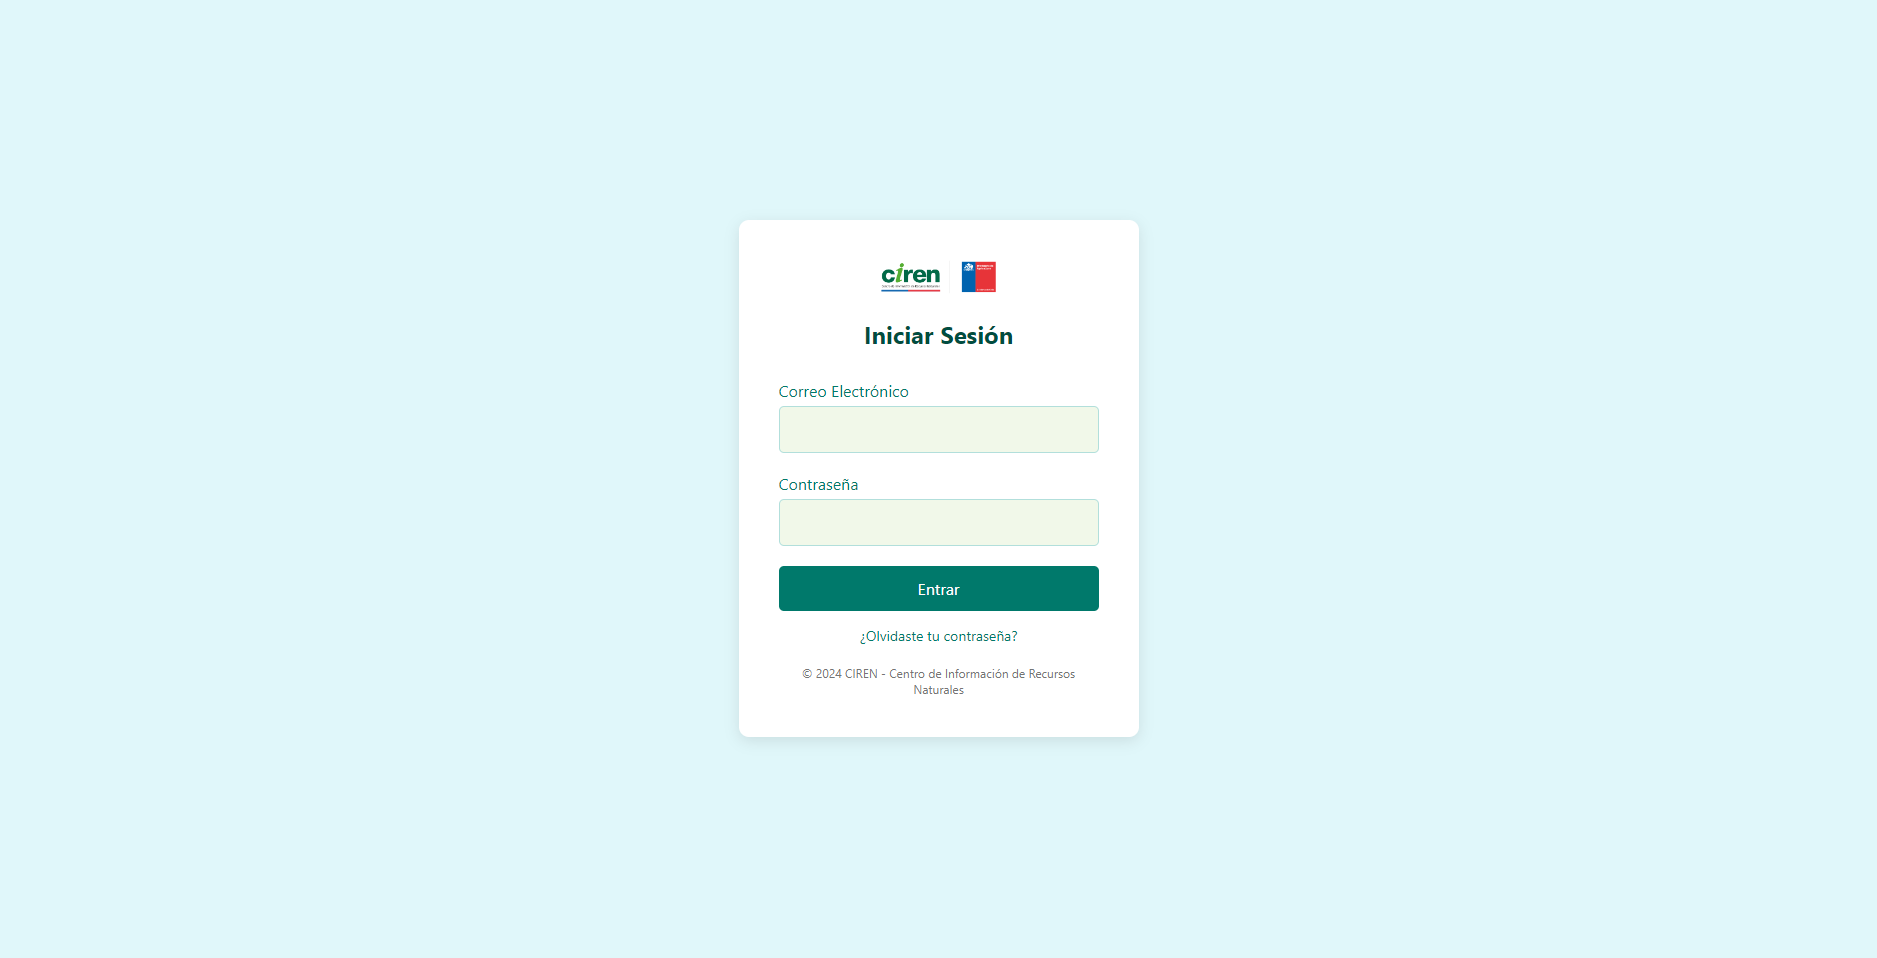 ciren
Iniciar Sesión
Correo Electrónico
Contraseña
Entrar
¿Olvidaste tu contraseña?
© 2024 CIREN - Centro de Información de Recursos
Naturales